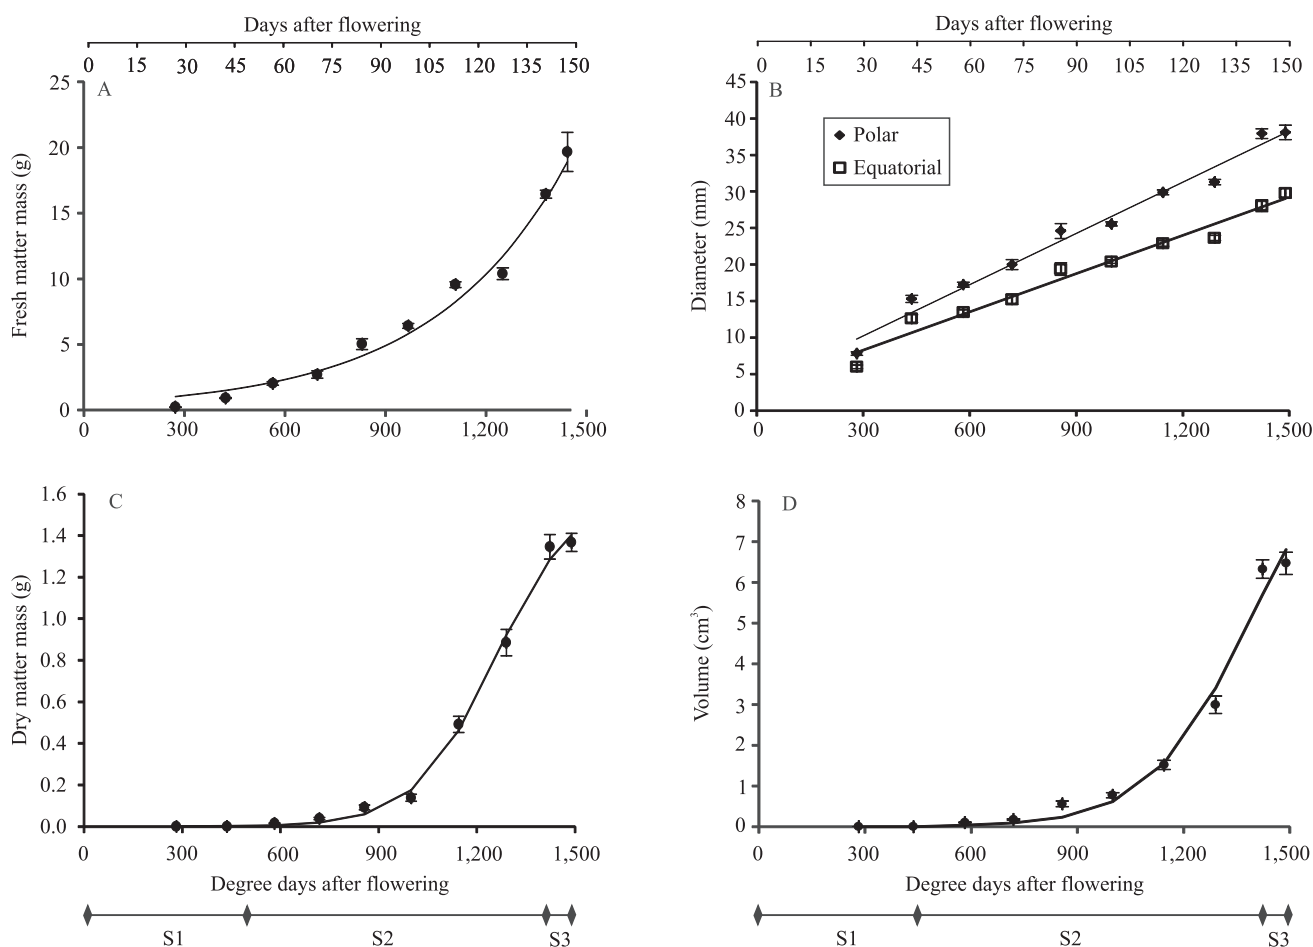 Days after flowering
0 15 30 45 60 75 90 105 120 135 150
A
25
20
15
10
5
0
Fresh matter mass (g)
0 300 600 900 1,200 1,500
Days after flowering
0 15 30 45 60 75 90 105 120 135 150
B
45
40
35
30
25
20
15
10
5
0
Diameter (mm)
Polar
Equatorial
0 300 600 900 1,200 1,500
C
1.6
1.4
1.2
1.0
0.8
0.6
0.4
0.2
0.0
Dry matter mass (g)
0 300 600 900 1,200 1,500
Degree days after flowering
S1 S2 S3
D
8
7
6
5
4
3
2
1
0
Volume (cm³)
0 300 600 900 1,200 1,500
Degree days after flowering
S1 S2 S3